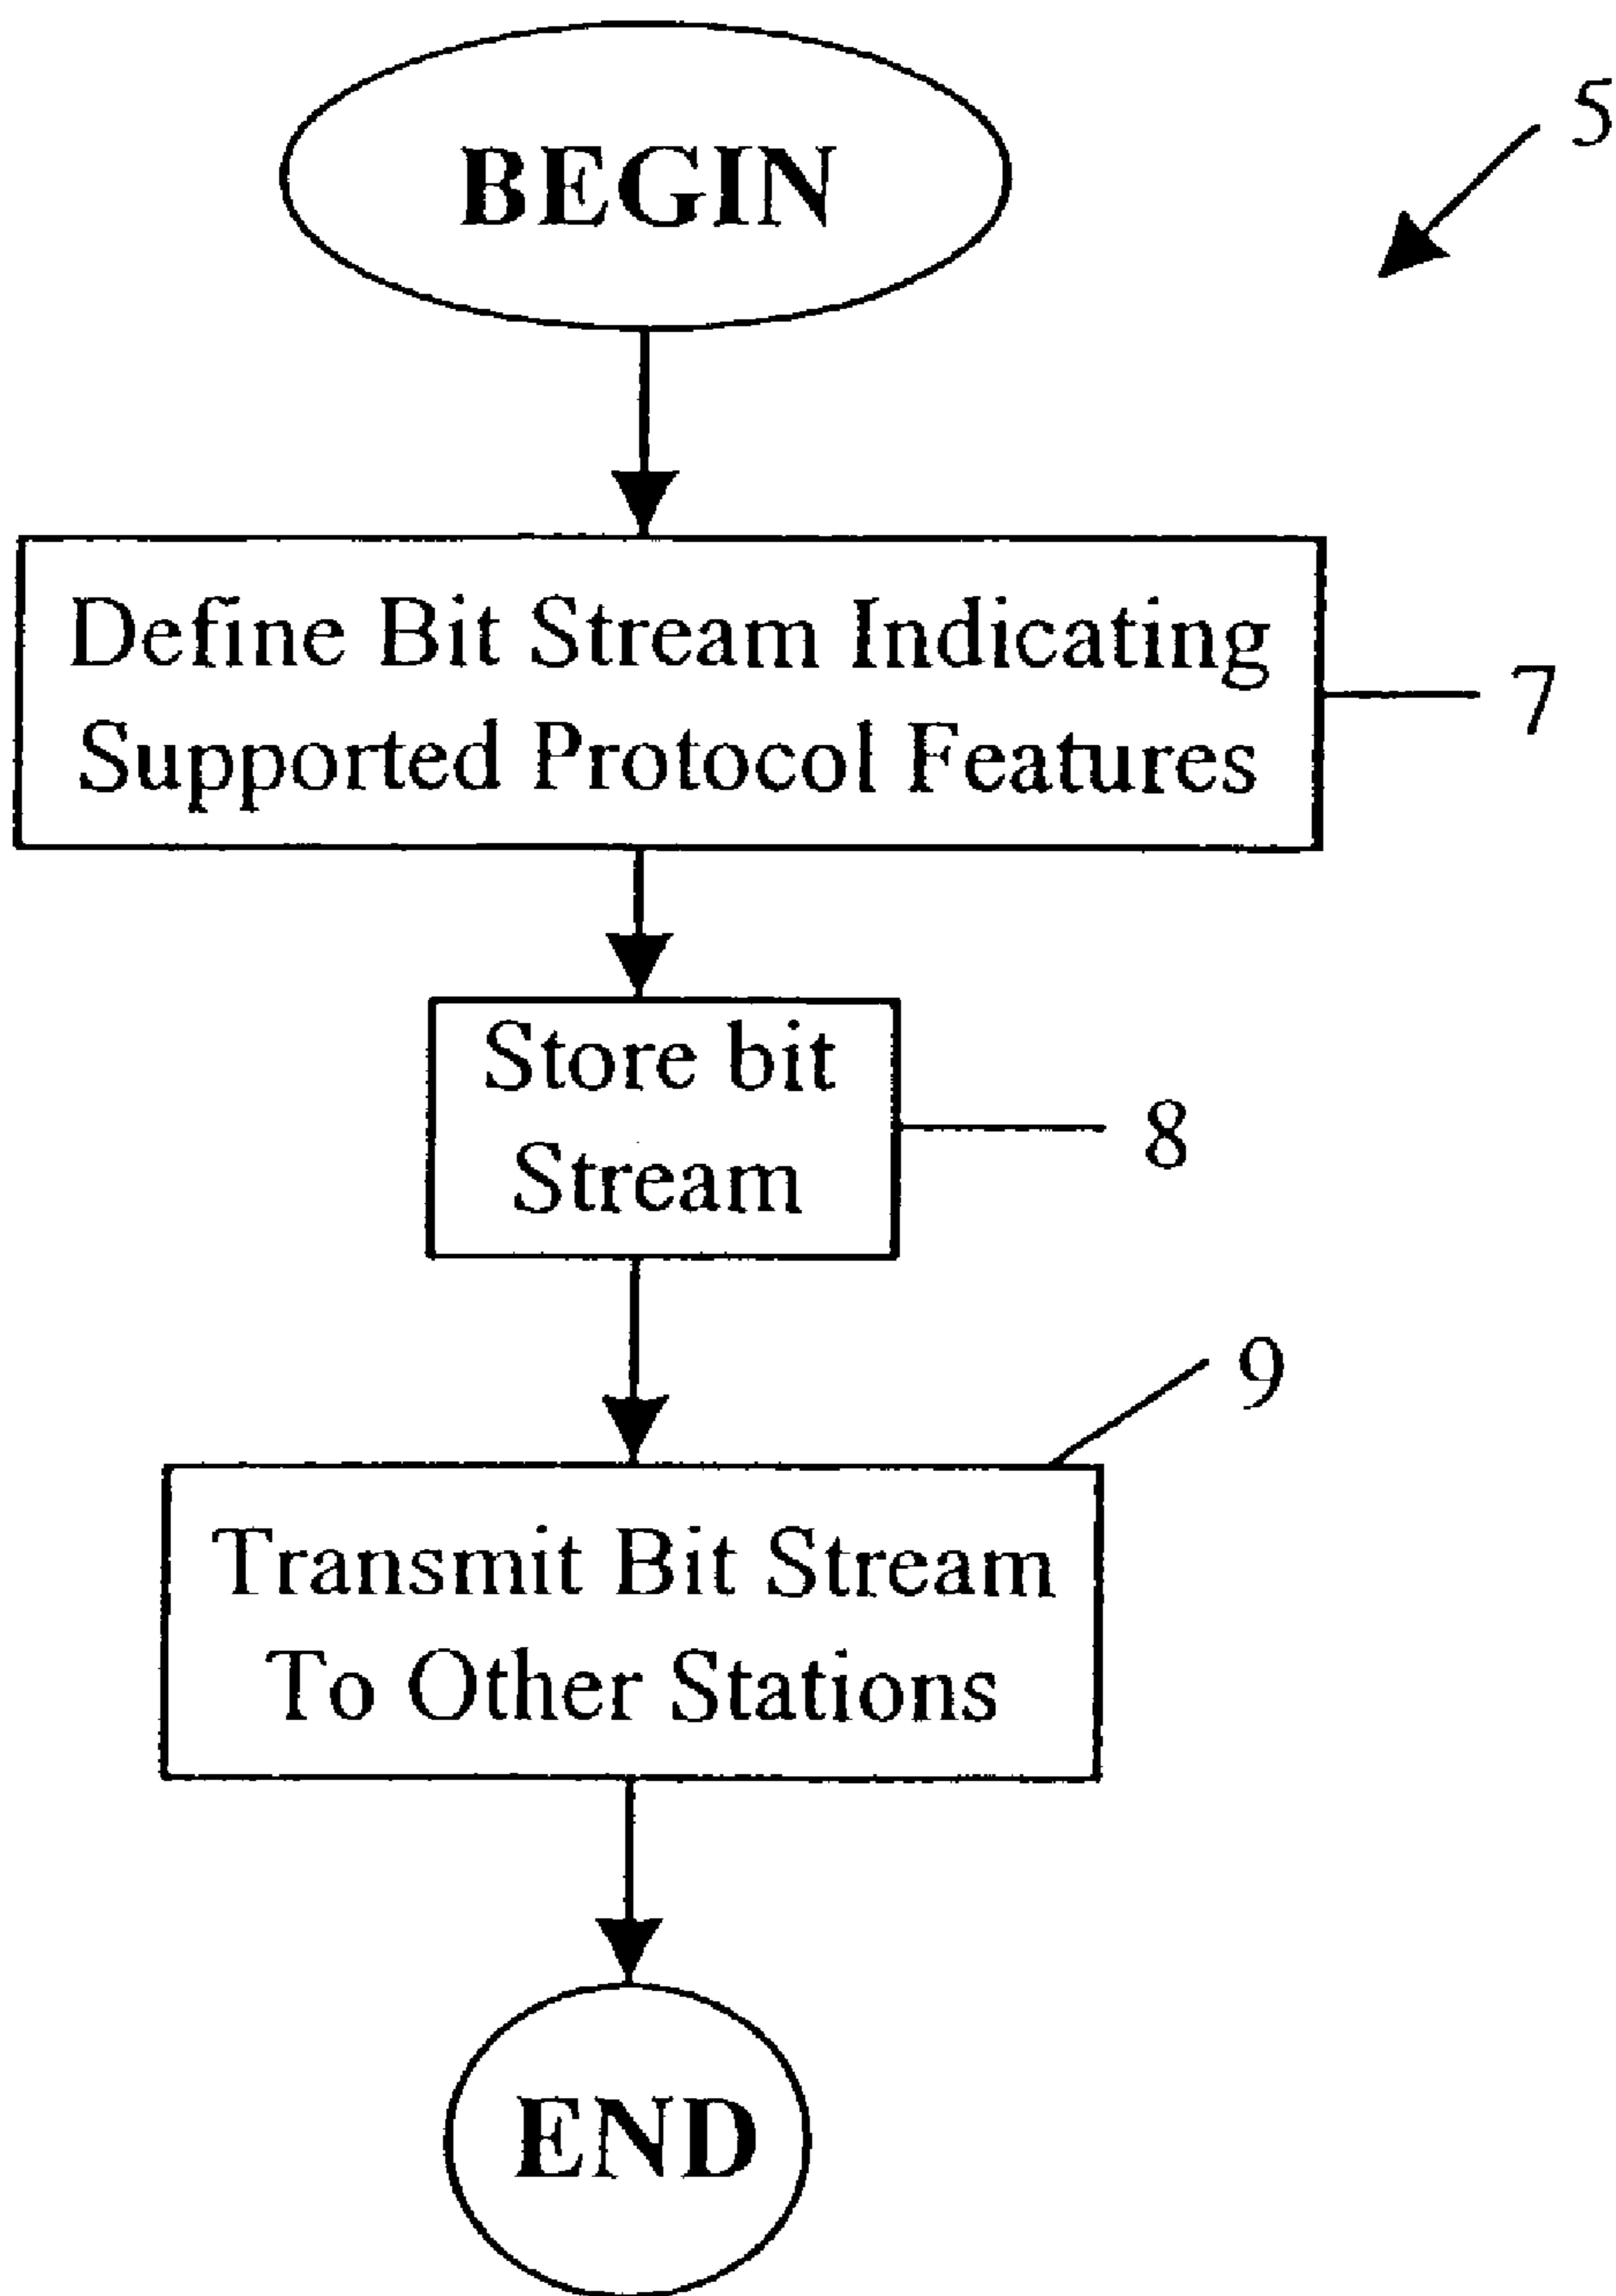 BEGIN
5
Define Bit Stream Indicating
Supported Protocol Features
7
Store bit
Stream
8
9
Transmit Bit Stream
To Other Stations
END